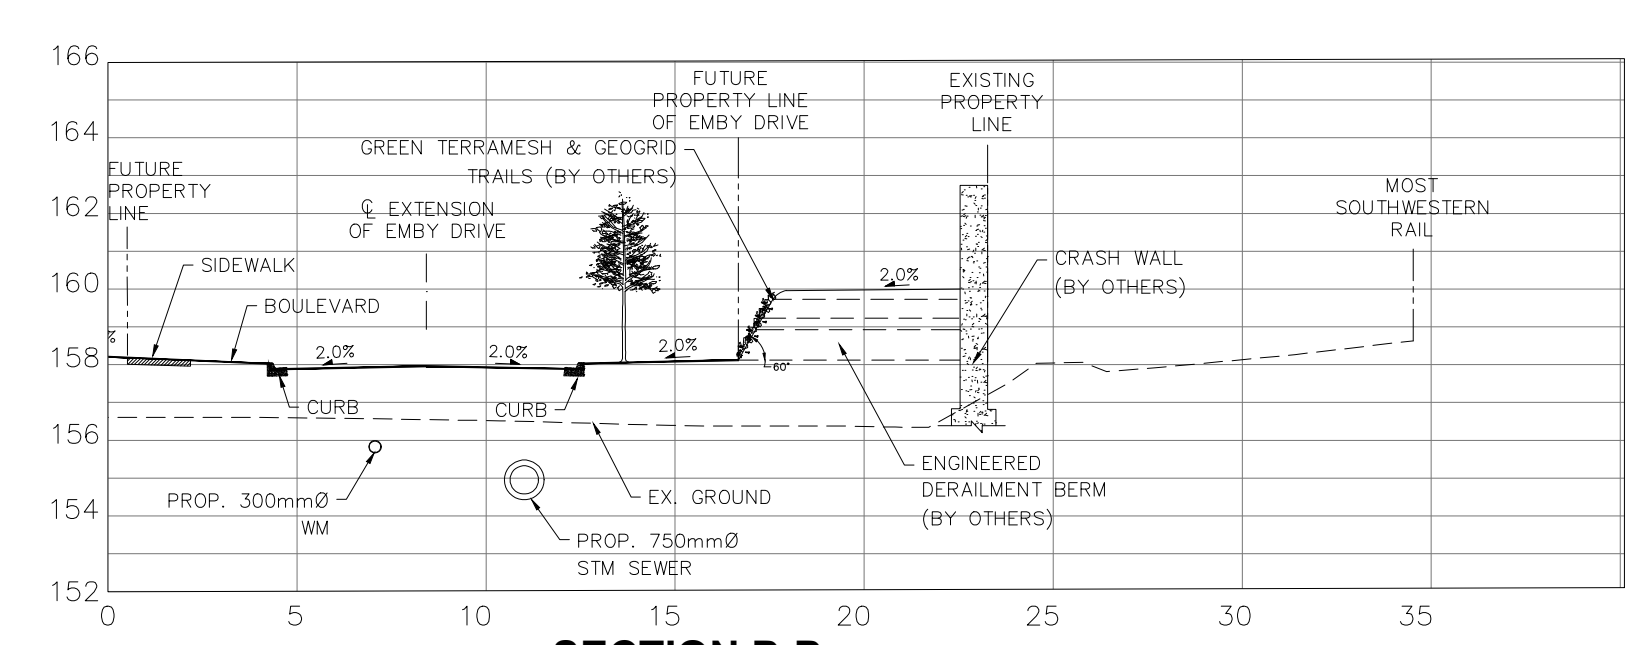 166
164
162
160
158
156
154
152
0
5
10
15
20
25
30
35
FUTURE
PROPERTY LINE
OF EMBY DRIVE
EXISTING
PROPERTY
LINE
GREEN TERRAMESH & GEOGRID
TRAILS (BY OTHERS)
FUTURE
PROPERTY
LINE
℄ EXTENSION
OF EMBY DRIVE
MOST
SOUTHWESTERN
RAIL
SIDEWALK
BOULEVARD
CRASH WALL
(BY OTHERS)
2.0%
%
2.0%
2.0%
2.0%
60°
CURB
CURB
ENGINEERED
DERAILMENT BERM
(BY OTHERS)
EX. GROUND
PROP. 300mmØ
WM
PROP. 750mmØ
STM SEWER